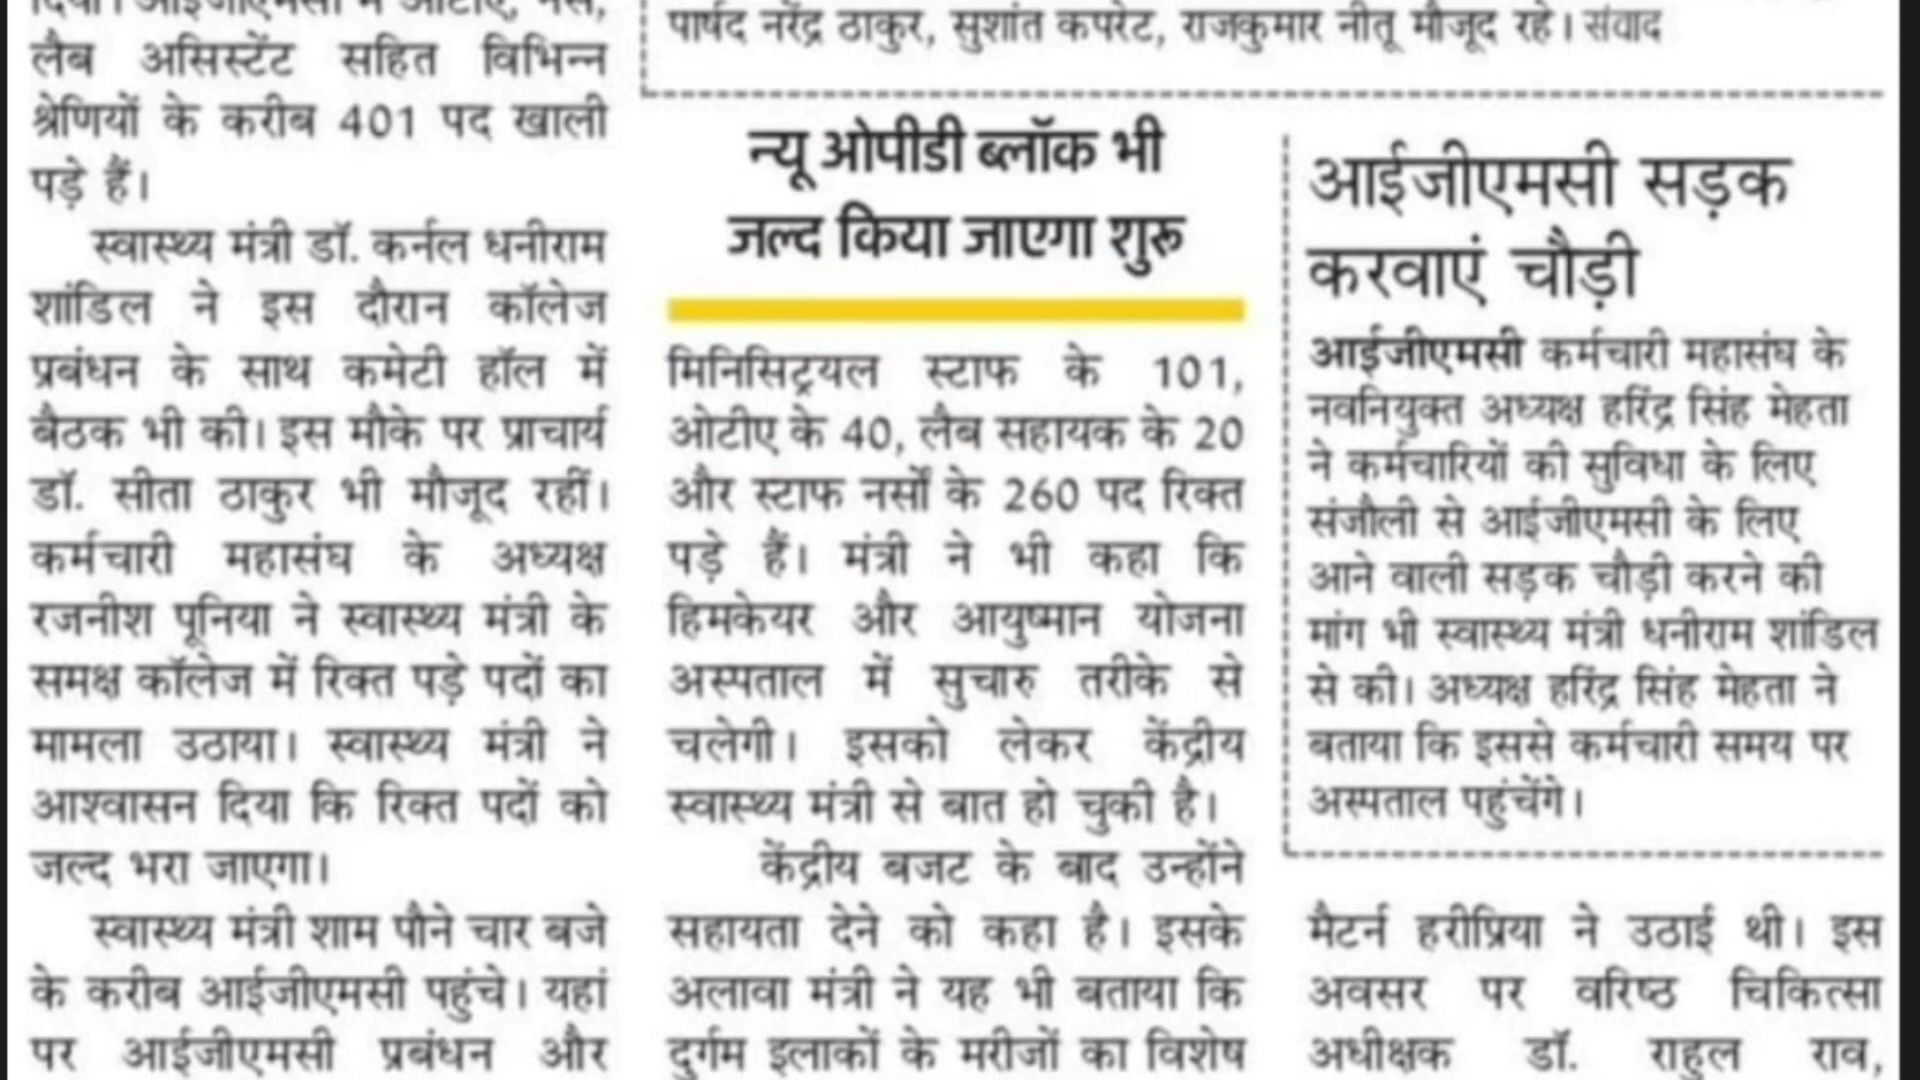 लैब असिस्टेंट सहित विभिन्न
श्रेणियों के करीब 401 पद खाली
पड़े हैं।
स्वास्थ्य मंत्री डॉ. कर्नल धनीराम
शांडिल ने इस दौरान कॉलेज
प्रबंधन के साथ कमेटी हॉल में
बैठक भी की। इस मौके पर प्राचार्य
डॉ. सीता ठाकुर भी मौजूद रहीं।
कर्मचारी महासंघ के अध्यक्ष
रजनीश पूनिया ने स्वास्थ्य मंत्री के
समक्ष कॉलेज में रिक्त पड़े पदों का
मामला उठाया। स्वास्थ्य मंत्री ने
आश्वासन दिया कि रिक्त पदों को
जल्द भरा जाएगा।
स्वास्थ्य मंत्री शाम पौने चार बजे
के करीब आईजीएमसी पहुंचे। यहां
पर आईजीएमसी प्रबंधन और
पार्षद नरेंद्र ठाकुर, सुशांत कपरेट, राजकुमार नीतू मौजूद रहे। संवाद
न्यू ओपीडी ब्लॉक भी
जल्द किया जाएगा शुरू
मिनिसिट्रयल स्टाफ के 101,
ओटीए के 40, लैब सहायक के 20
और स्टाफ नर्सों के 260 पद रिक्त
पड़े हैं। मंत्री ने भी कहा कि
हिमकेयर और आयुष्मान योजना
अस्पताल में सुचारु तरीके से
चलेगी। इसको लेकर केंद्रीय
स्वास्थ्य मंत्री से बात हो चुकी है।
केंद्रीय बजट के बाद उन्होंने
सहायता देने को कहा है। इसके
अलावा मंत्री ने यह भी बताया कि
दुर्गम इलाकों के मरीजों का विशेष
आईजीएमसी सड़क
करवाएं चौड़ी
आईजीएमसी कर्मचारी महासंघ के
नवनियुक्त अध्यक्ष हरिंद्र सिंह मेहता
ने कर्मचारियों की सुविधा के लिए
संजौली से आईजीएमसी के लिए
आने वाली सड़क चौड़ी करने की
मांग भी स्वास्थ्य मंत्री धनीराम शांडिल
से की। अध्यक्ष हरिंद्र सिंह मेहता ने
बताया कि इससे कर्मचारी समय पर
अस्पताल पहुंचेंगे।
मैटर्न हरीप्रिया ने उठाई थी। इस
अवसर पर वरिष्ठ चिकित्सा
अधीक्षक डॉ. राहुल राव,